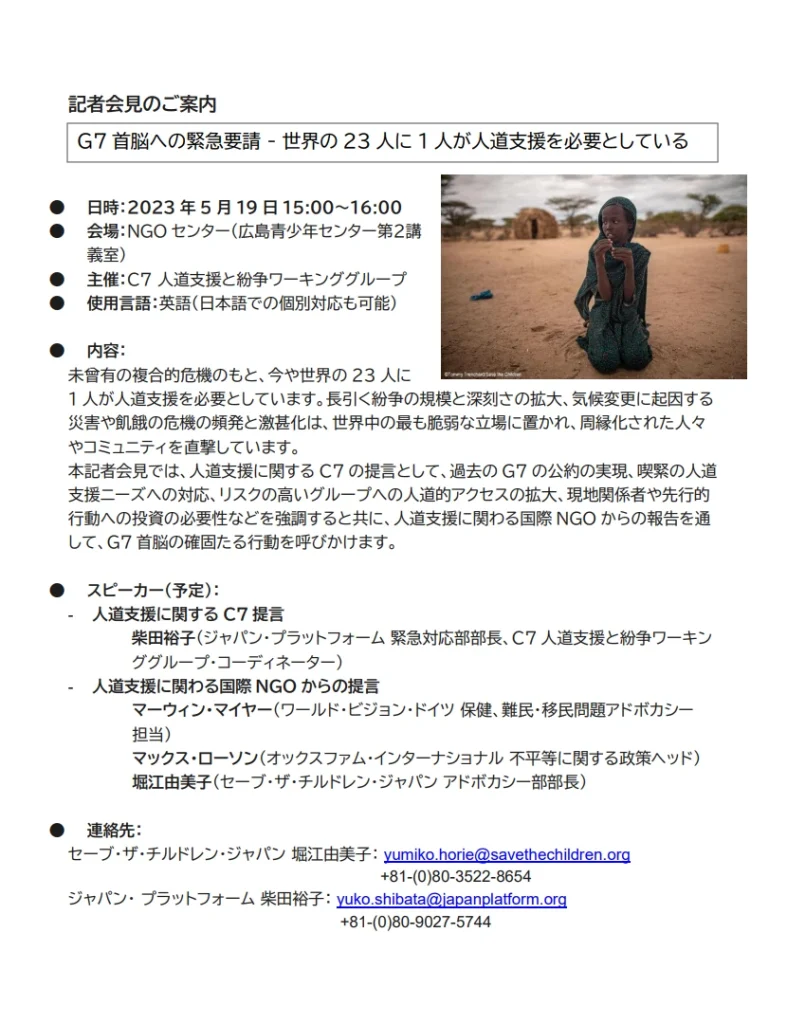 記者会見のご案内
G7 首脳への緊急要請 - 世界の 23 人に 1 人が人道支援を必要としている
● 日時：2023 年 5 月 19 日 15:00～16:00
● 会場：NGO センター（広島青少年センター第２講
義室）
● 主催：C7 人道支援と紛争ワーキンググループ
● 使用言語：英語（日本語での個別対応も可能）
● 内容：
未曾有の複合的危機のもと、今や世界の 23 人に
1 人が人道支援を必要としています。長引く紛争の規模と深刻さの拡大、気候変更に起因する
災害や飢餓の危機の頻発と激甚化は、世界中の最も脆弱な立場に置かれ、周縁化された人々
やコミュニティを直撃しています。
本記者会見では、人道支援に関する C7 の提言として、過去の G7 の公約の実現、喫緊の人道
支援ニーズへの対応、リスクの高いグループへの人道的アクセスの拡大、現地関係者や先行的
行動への投資の必要性などを強調すると共に、人道支援に関わる国際 NGO からの報告を通
して、G7 首脳の確固たる行動を呼びかけます。
● スピーカー（予定）：
- 人道支援に関する C7 提言
柴田裕子（ジャパン・プラットフォーム 緊急対応部部長、C7 人道支援と紛争ワーキン
ググループ・コーディネーター）
- 人道支援に関わる国際 NGO からの提言
マーウィン・マイヤー（ワールド・ビジョン・ドイツ 保健、難民・移民問題アドボカシー
担当）
マックス・ローソン（オックスファム・インターナショナル 不平等に関する政策ヘッド）
堀江由美子（セーブ・ザ・チルドレン・ジャパン アドボカシー部部長）
● 連絡先：
セーブ・ザ・チルドレン・ジャパン 堀江由美子： yumiko.horie@savethechildren.org
+81-(0)80-3522-8654
ジャパン・ プラットフォーム 柴田裕子： yuko.shibata@japanplatform.org
+81-(0)80-9027-5744